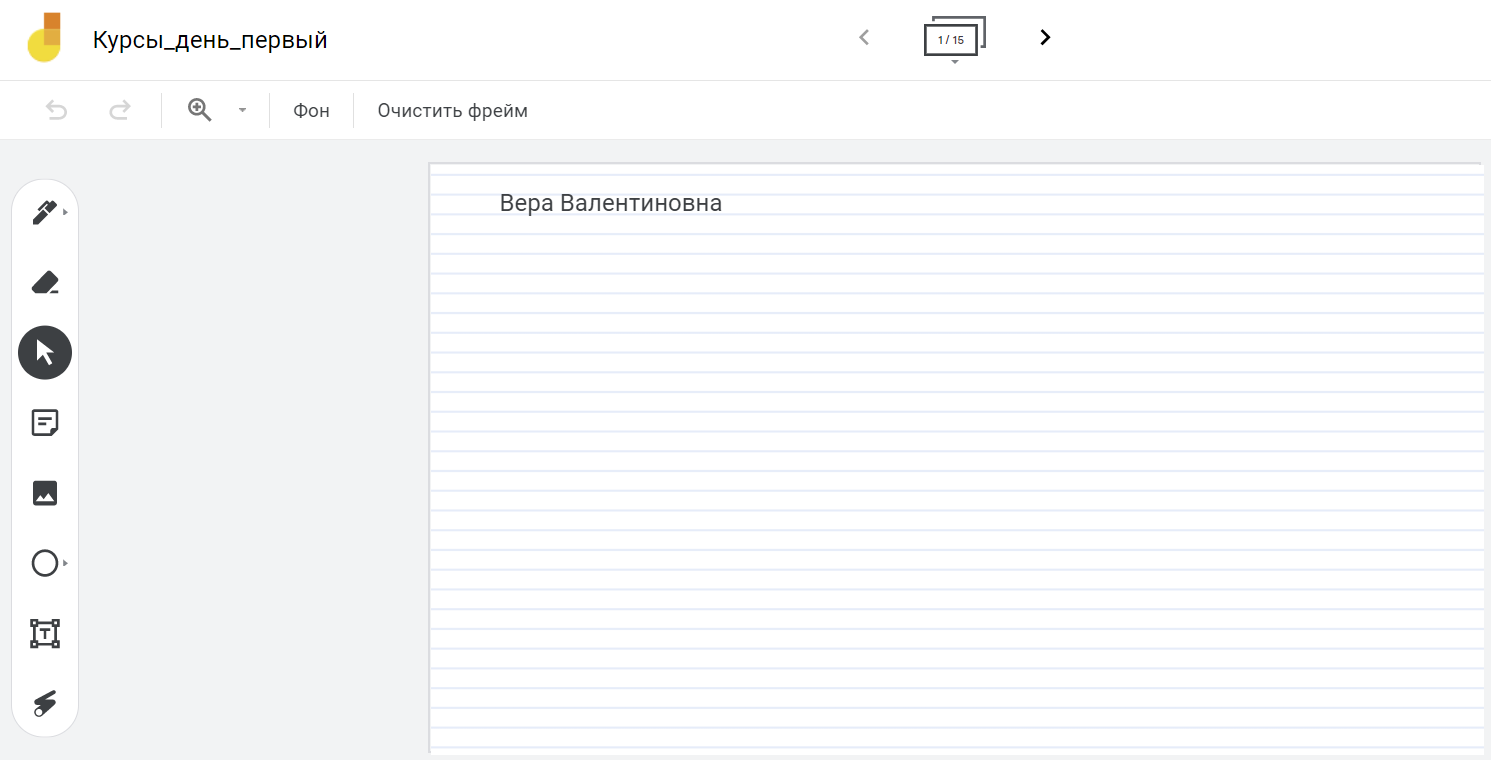 Курсы_день_первый
1 / 15
Фон
Очистить фрейм
Вера Валентиновна
T